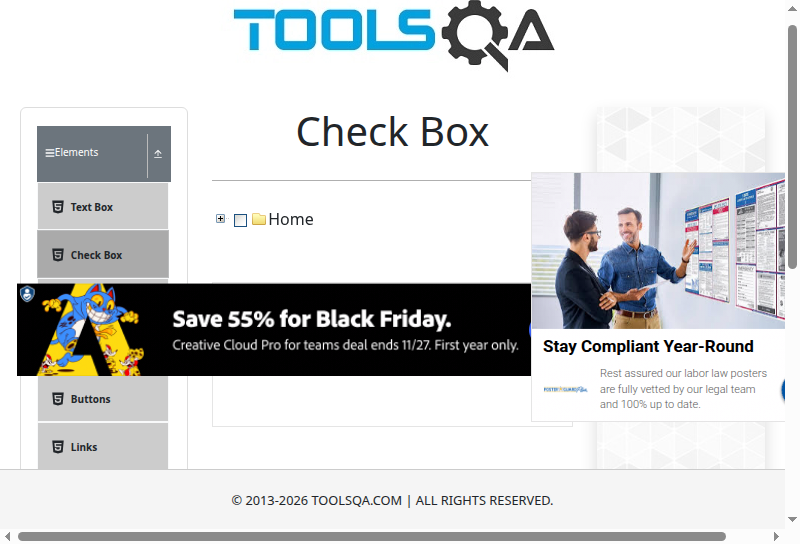 TOOLSQA
Check Box
Elements
Text Box
Check Box
Home
Save 55% for Black Friday.
Creative Cloud Pro for teams deal ends 11/27. First year only.
Stay Compliant Year-Round
Rest assured our labor law posters
are fully vetted by our legal team
and 100% up to date.
Buttons
Links
© 2013-2026 TOOLSQA.COM | ALL RIGHTS RESERVED.